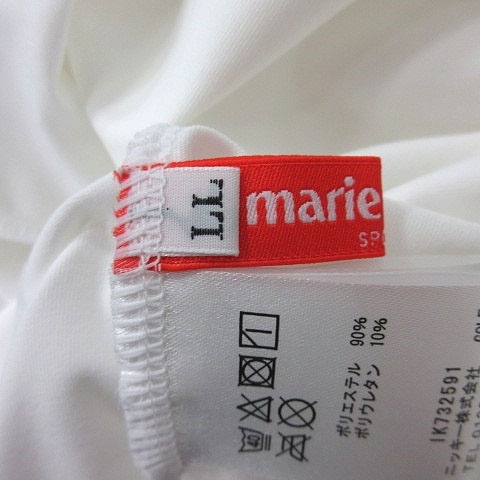 LL
marie
ポリエステル 90%
ポリウレタン 10%
IK732591
ニッキー株式会社